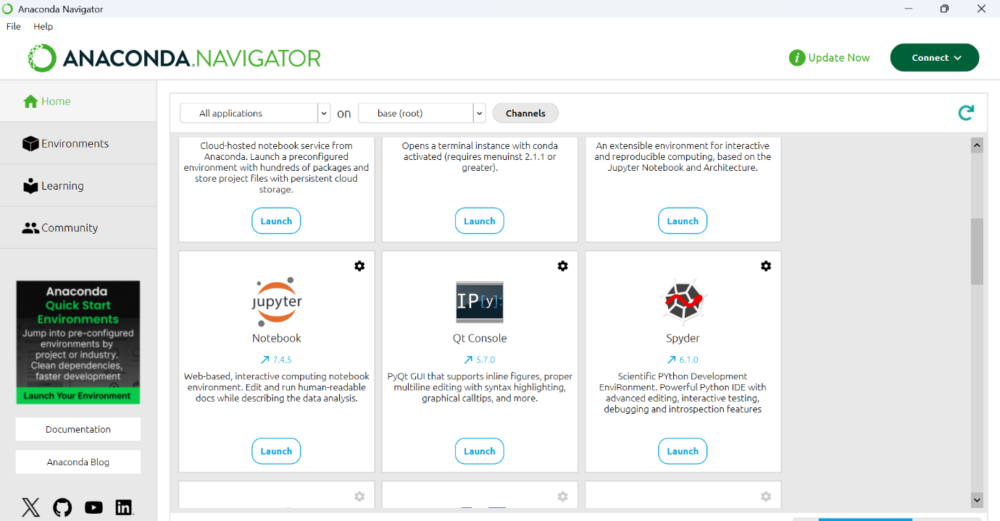 Anaconda Navigator
File Help
ANACONDA.NAVIGATOR
i Update Now
Connect
Home
Environments
Learning
Community
Anaconda
Quick Start
Environments
Jump into pre-configured
environments by
project or industry.
Clean dependencies,
faster development
Launch Your Environment
Documentation
Anaconda Blog
All applications on base (root) Channels
Cloud-hosted notebook service from
Anaconda. Launch a preconfigured
environment with hundreds of packages and
store project files with persistent cloud
storage.
Launch
Opens a terminal instance with conda
activated (requires menuinst 2.1.1 or
greater).
Launch
An extensible environment for interactive
and reproducible computing, based on the
Jupyter Notebook and Architecture.
Launch
jupyter
Notebook
7.4.5
Web-based, interactive computing notebook
environment. Edit and run human-readable
docs while describing the data analysis.
Launch
IP[y]:
Qt Console
5.7.0
PyQt GUI that supports inline figures, proper
multiline editing with syntax highlighting,
graphical calltips, and more.
Launch
Spyder
6.1.0
Scientific PYthon Development
EnviRonment. Powerful Python IDE with
advanced editing, interactive testing,
debugging and introspection features
Launch